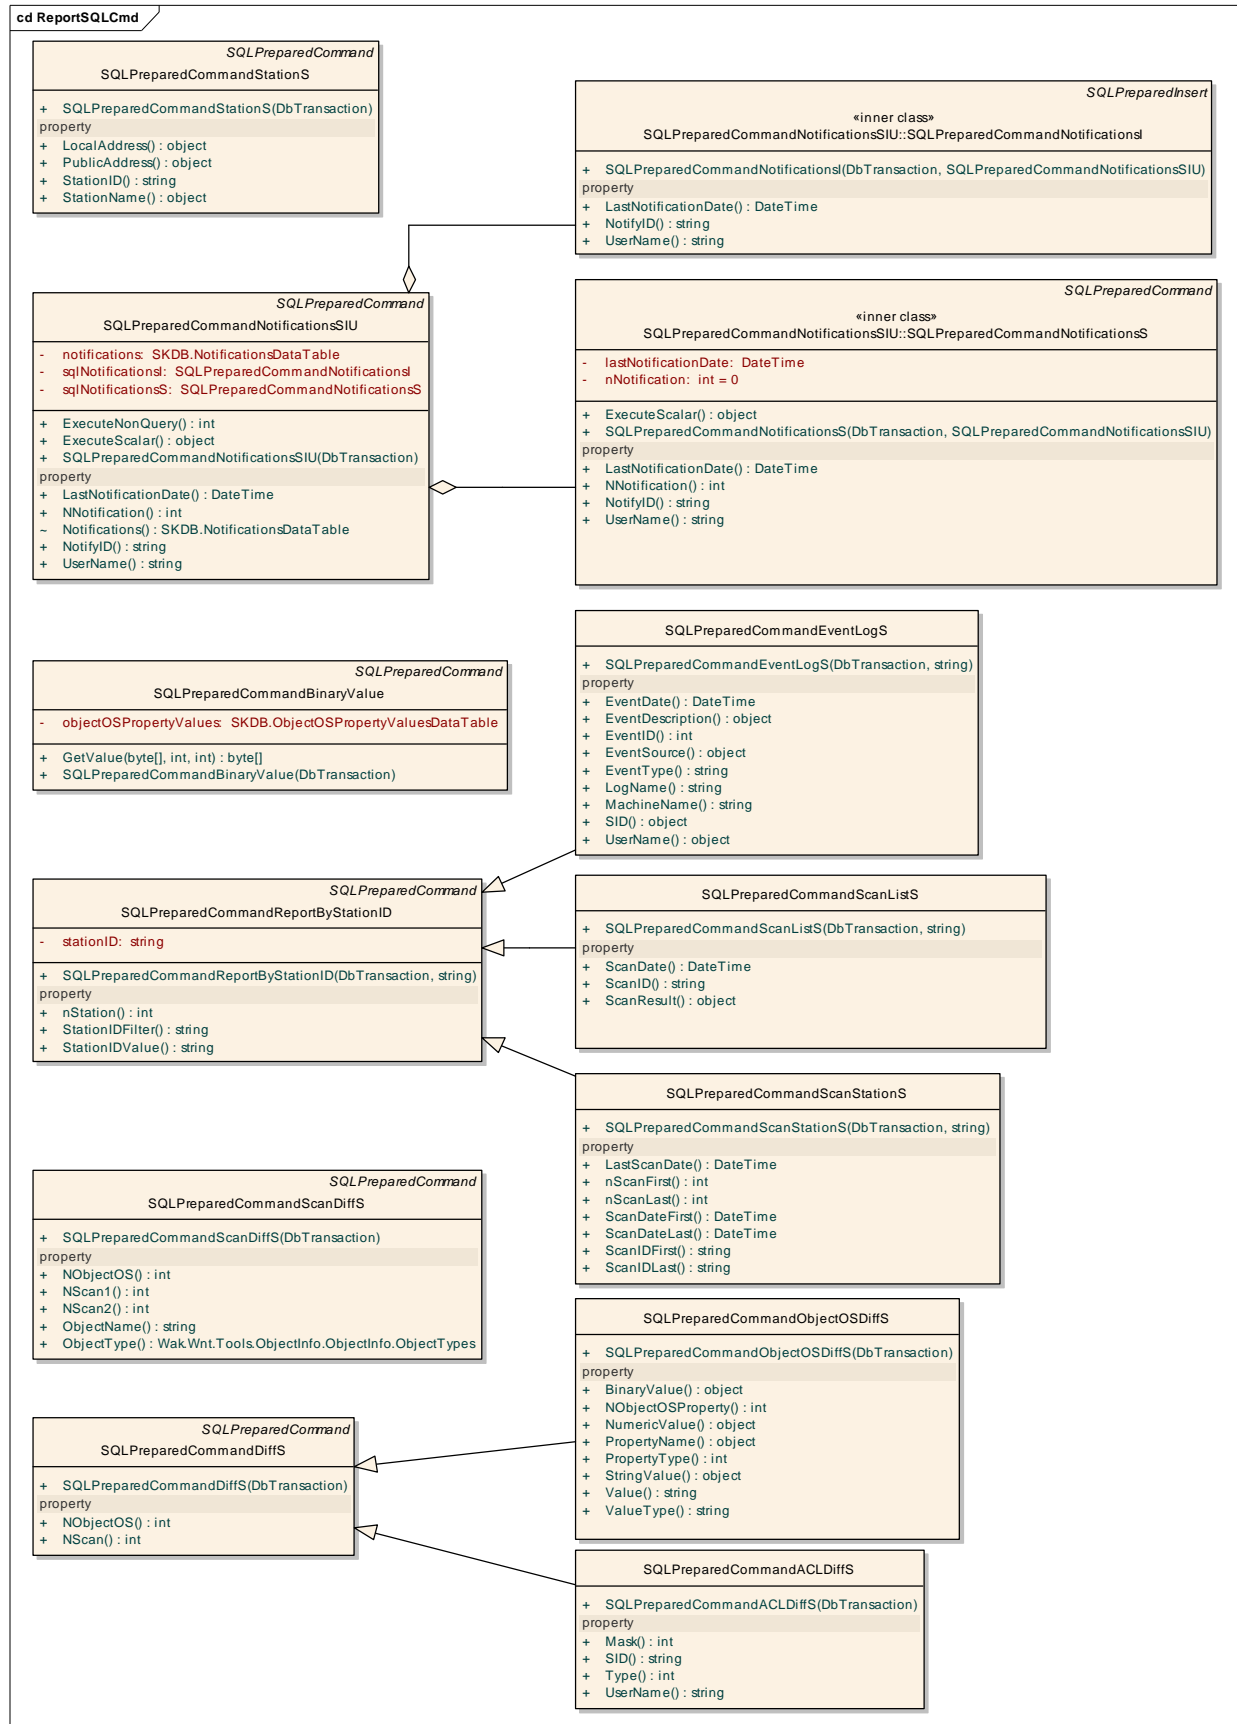 cd ReportSQLCmd
SQLPreparedCommand
SQLPreparedCommandStationS
+ SQLPreparedCommandStationS(DbTransaction)
property
+ LocalAddress() : object
+ PublicAddress() : object
+ StationID() : string
+ StationName() : object
SQLPreparedInsert
«inner class»
SQLPreparedCommandNotificationsSIU::SQLPreparedCommandNotificationsI
+ SQLPreparedCommandNotificationsI(DbTransaction, SQLPreparedCommandNotificationsSIU)
property
+ LastNotificationDate() : DateTime
+ NotifyID() : string
+ UserName() : string
SQLPreparedCommand
SQLPreparedCommandNotificationsSIU
- notifications: SKDB.NotificationsDataTable
- sqlNotificationsI: SQLPreparedCommandNotificationsI
- sqlNotificationsS: SQLPreparedCommandNotificationsS
+ ExecuteNonQuery() : int
+ ExecuteScalar() : object
+ SQLPreparedCommandNotificationsSIU(DbTransaction)
property
+ LastNotificationDate() : DateTime
+ NNotification() : int
~ Notifications() : SKDB.NotificationsDataTable
+ NotifyID() : string
+ UserName() : string
SQLPreparedCommand
«inner class»
SQLPreparedCommandNotificationsSIU::SQLPreparedCommandNotificationsS
- lastNotificationDate: DateTime
- nNotification: int = 0
+ ExecuteScalar() : object
+ SQLPreparedCommandNotificationsS(DbTransaction, SQLPreparedCommandNotificationsSIU)
property
+ LastNotificationDate() : DateTime
+ NNotification() : int
+ NotifyID() : string
+ UserName() : string
SQLPreparedCommand
SQLPreparedCommandBinaryValue
- objectOSPropertyValues: SKDB.ObjectOSPropertyValuesDataTable
+ GetValue(byte[], int, int) : byte[]
+ SQLPreparedCommandBinaryValue(DbTransaction)
SQLPreparedCommandEventLogS
+ SQLPreparedCommandEventLogS(DbTransaction, string)
property
+ EventDate() : DateTime
+ EventDescription() : object
+ EventID() : int
+ EventSource() : object
+ EventType() : string
+ LogName() : string
+ MachineName() : string
+ SID() : object
+ UserName() : object
SQLPreparedCommand
SQLPreparedCommandReportByStationID
- stationID: string
+ SQLPreparedCommandReportByStationID(DbTransaction, string)
property
+ nStation() : int
+ StationIDFilter() : string
+ StationIDValue() : string
SQLPreparedCommandScanListS
+ SQLPreparedCommandScanListS(DbTransaction, string)
property
+ ScanDate() : DateTime
+ ScanID() : string
+ ScanResult() : object
SQLPreparedCommandScanStationS
+ SQLPreparedCommandScanStationS(DbTransaction, string)
property
+ LastScanDate() : DateTime
+ nScanFirst() : int
+ nScanLast() : int
+ ScanDateFirst() : DateTime
+ ScanDateLast() : DateTime
+ ScanIDFirst() : string
+ ScanIDLast() : string
SQLPreparedCommand
SQLPreparedCommandScanDiffS
+ SQLPreparedCommandScanDiffS(DbTransaction)
property
+ NObjectOS() : int
+ NScan1() : int
+ NScan2() : int
+ ObjectName() : string
+ ObjectType() : Wak.Wnt.Tools.ObjectInfo.ObjectInfo.ObjectTypes
SQLPreparedCommandObjectOSDiffS
+ SQLPreparedCommandObjectOSDiffS(DbTransaction)
property
+ BinaryValue() : object
+ NObjectOSProperty() : int
+ NumericValue() : object
+ PropertyName() : object
+ PropertyType() : int
+ StringValue() : object
+ Value() : string
+ ValueType() : string
SQLPreparedCommand
SQLPreparedCommandDiffS
+ SQLPreparedCommandDiffS(DbTransaction)
property
+ NObjectOS() : int
+ NScan() : int
SQLPreparedCommandACLDiffS
+ SQLPreparedCommandACLDiffS(DbTransaction)
property
+ Mask() : int
+ SID() : string
+ Type() : int
+ UserName() : string